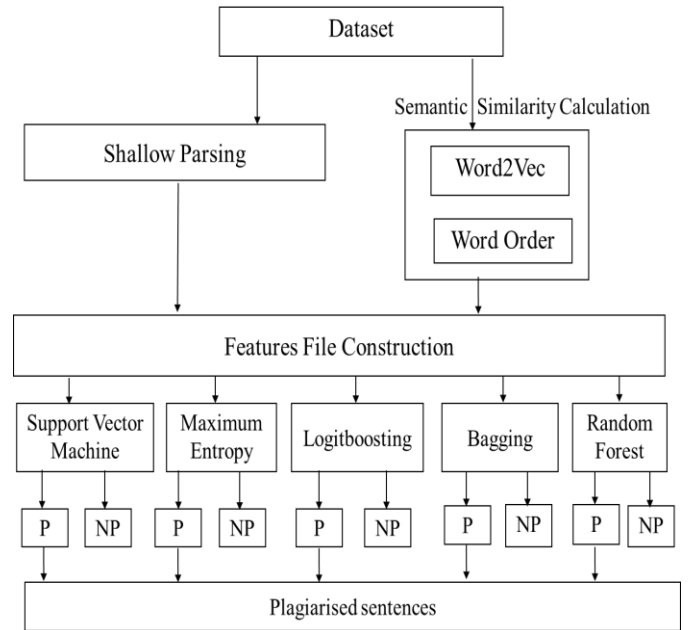 Dataset
Semantic Similarity Calculation
Shallow Parsing
Word2Vec
Word Order
Features File Construction
Support Vector
Machine
Maximum
Entropy
Logitboosting
Bagging
Random
Forest
P
NP
P
NP
P
NP
P
NP
P
NP
Plagiarised sentences